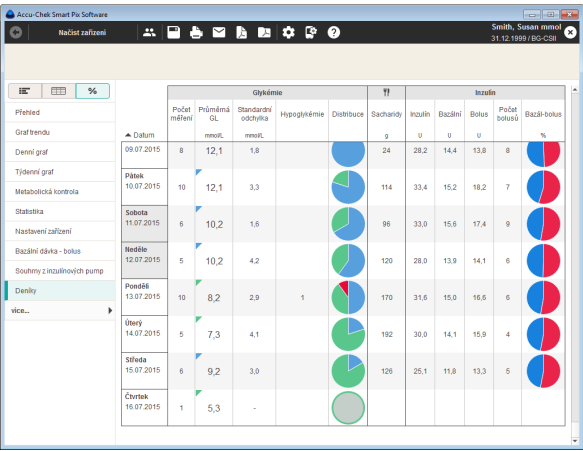 Accu-Chek Smart Pix Software
Načíst zařízení
Smith, Susan mmol
31.12.1999 / BG-CSII
%
Přehled
Graf trendu
Denní graf
Týdenní graf
Metabolická kontrola
Statistika
Nastavení zařízení
Bazální dávka - bolus
Souhrny z inzulínových pump
Deníky
více...
Glykémie Inzulín
Datum Počet měření Průměrná GL Standardní odchylka Hypoglykémie Distribuce Sacharidy Inzulín Bazální Bolus Počet bolusů Bazál-bolus
mmol/L mmol/L g U U U %
09.07.2015 8 12,1 1,8 24 28,2 14,4 13,8 8
Pátek
10.07.2015 10 12,1 3,3 114 33,4 15,2 18,2 7
Sobota
11.07.2015 6 10,2 1,6 96 33,0 15,6 17,4 9
Neděle
12.07.2015 5 10,2 4,2 120 28,0 13,9 14,1 6
Pondělí
13.07.2015 10 8,2 2,9 1 170 31,6 15,0 16,6 6
Úterý
14.07.2015 5 7,3 4,1 192 30,0 14,1 15,9 4
Středa
15.07.2015 6 9,2 3,0 126 25,1 11,8 13,3 5
Čtvrtek
16.07.2015 1 5,3 -